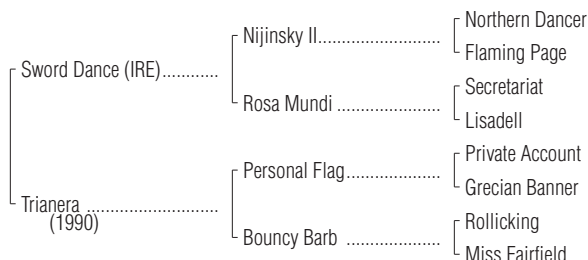 Northern Dancer
Nijinsky II
Flaming Page
Sword Dance (IRE)
Secretariat
Rosa Mundi
Lisadell
Private Account
Personal Flag
Grecian Banner
Trianera
(1990)
Rollicking
Bouncy Barb
Miss Fairfield